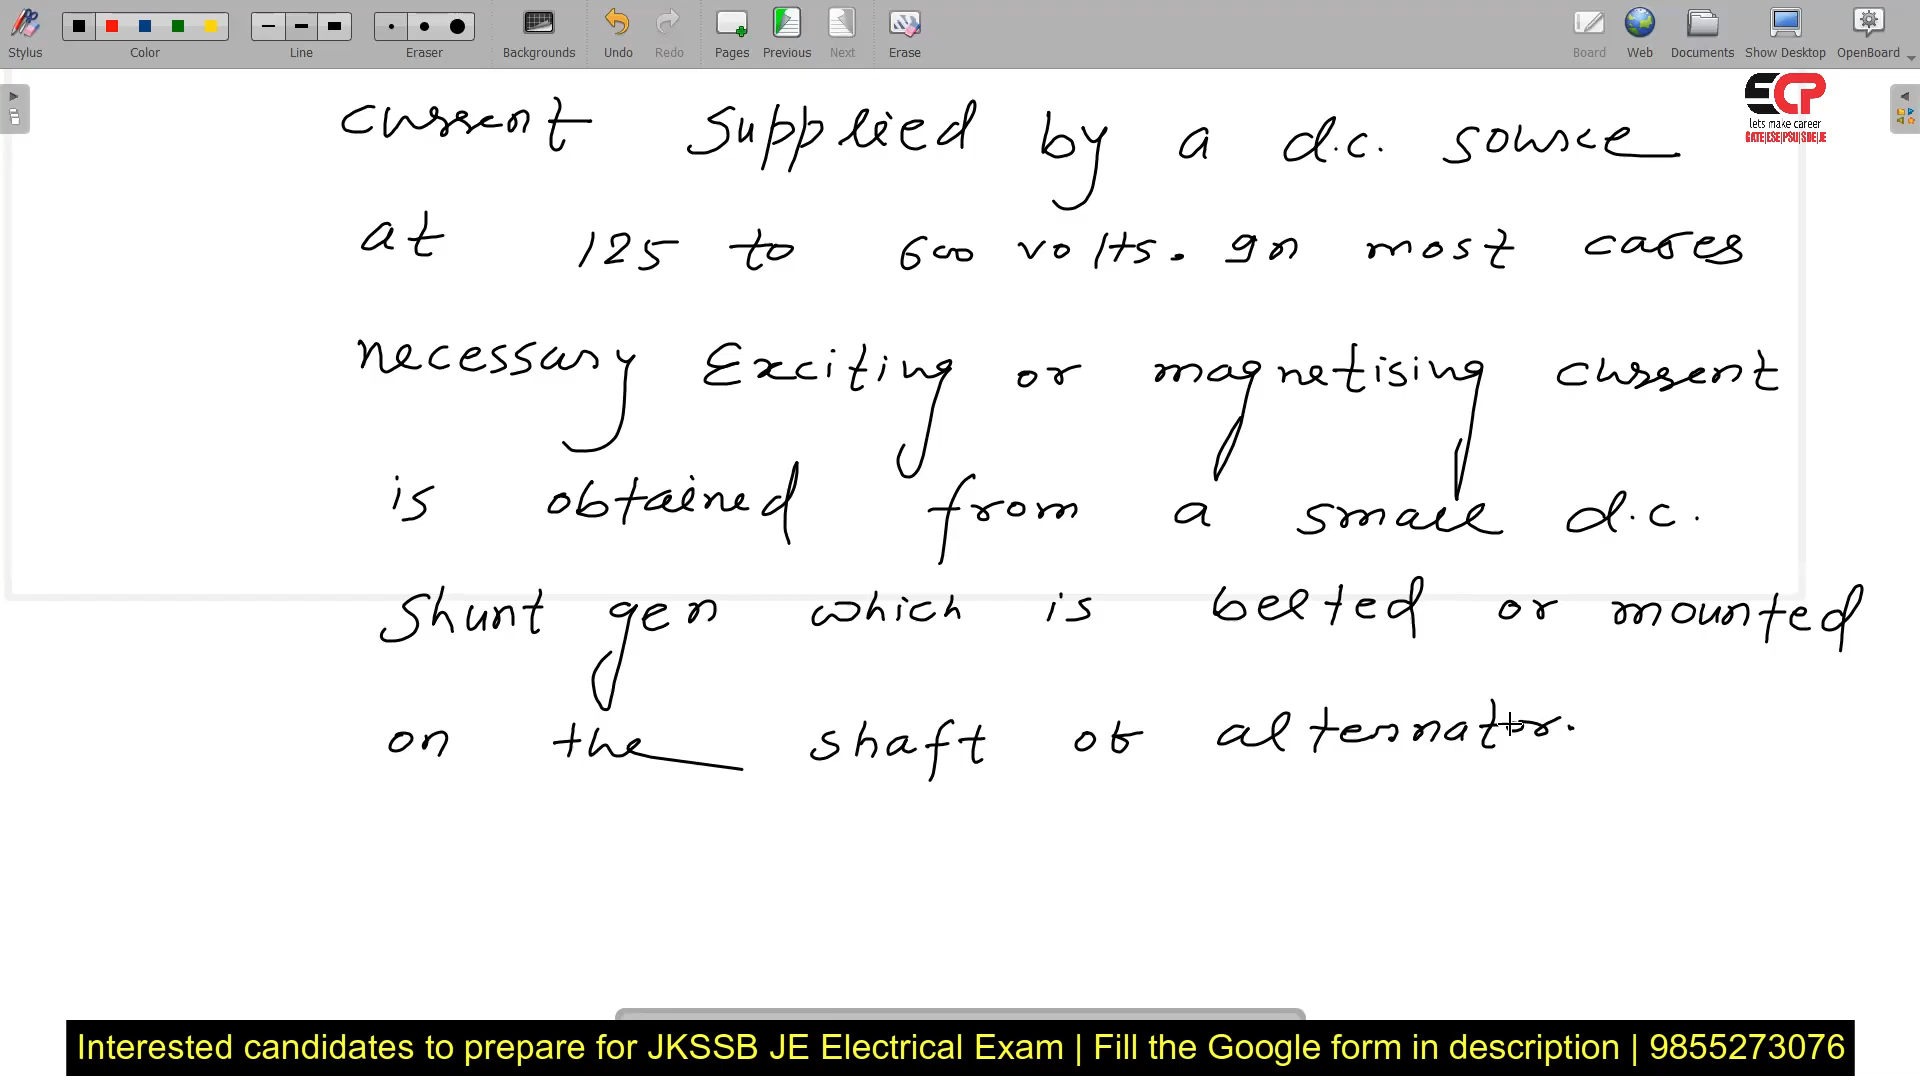 Stylus Color Line Eraser Backgrounds Undo Redo Pages Previous Next Erase Board Web Documents Show Desktop OpenBoard
ECP
lets make career
GATE|ESE|PSU|SDE|JE
current supplied by a d.c. source
at 125 to 600 volts. In most cases
necessary Exciting or magnetising current
is obtained from a small d.c.
Shunt gen which is belted or mounted
on the shaft of alternator.
Interested candidates to prepare for JKSSB JE Electrical Exam | Fill the Google form in description | 9855273076